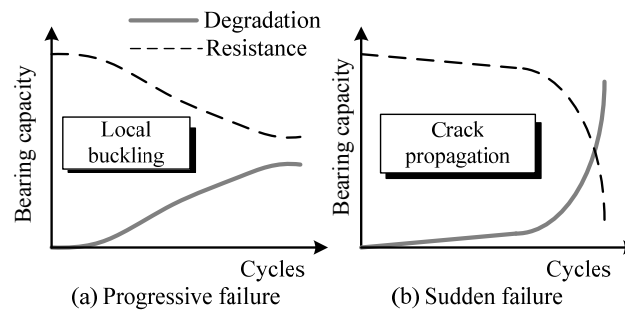 Degradation
Resistance
Bearing capacity
Local
buckling
Cycles
(a) Progressive failure
Bearing capacity
Crack
propagation
Cycles
(b) Sudden failure